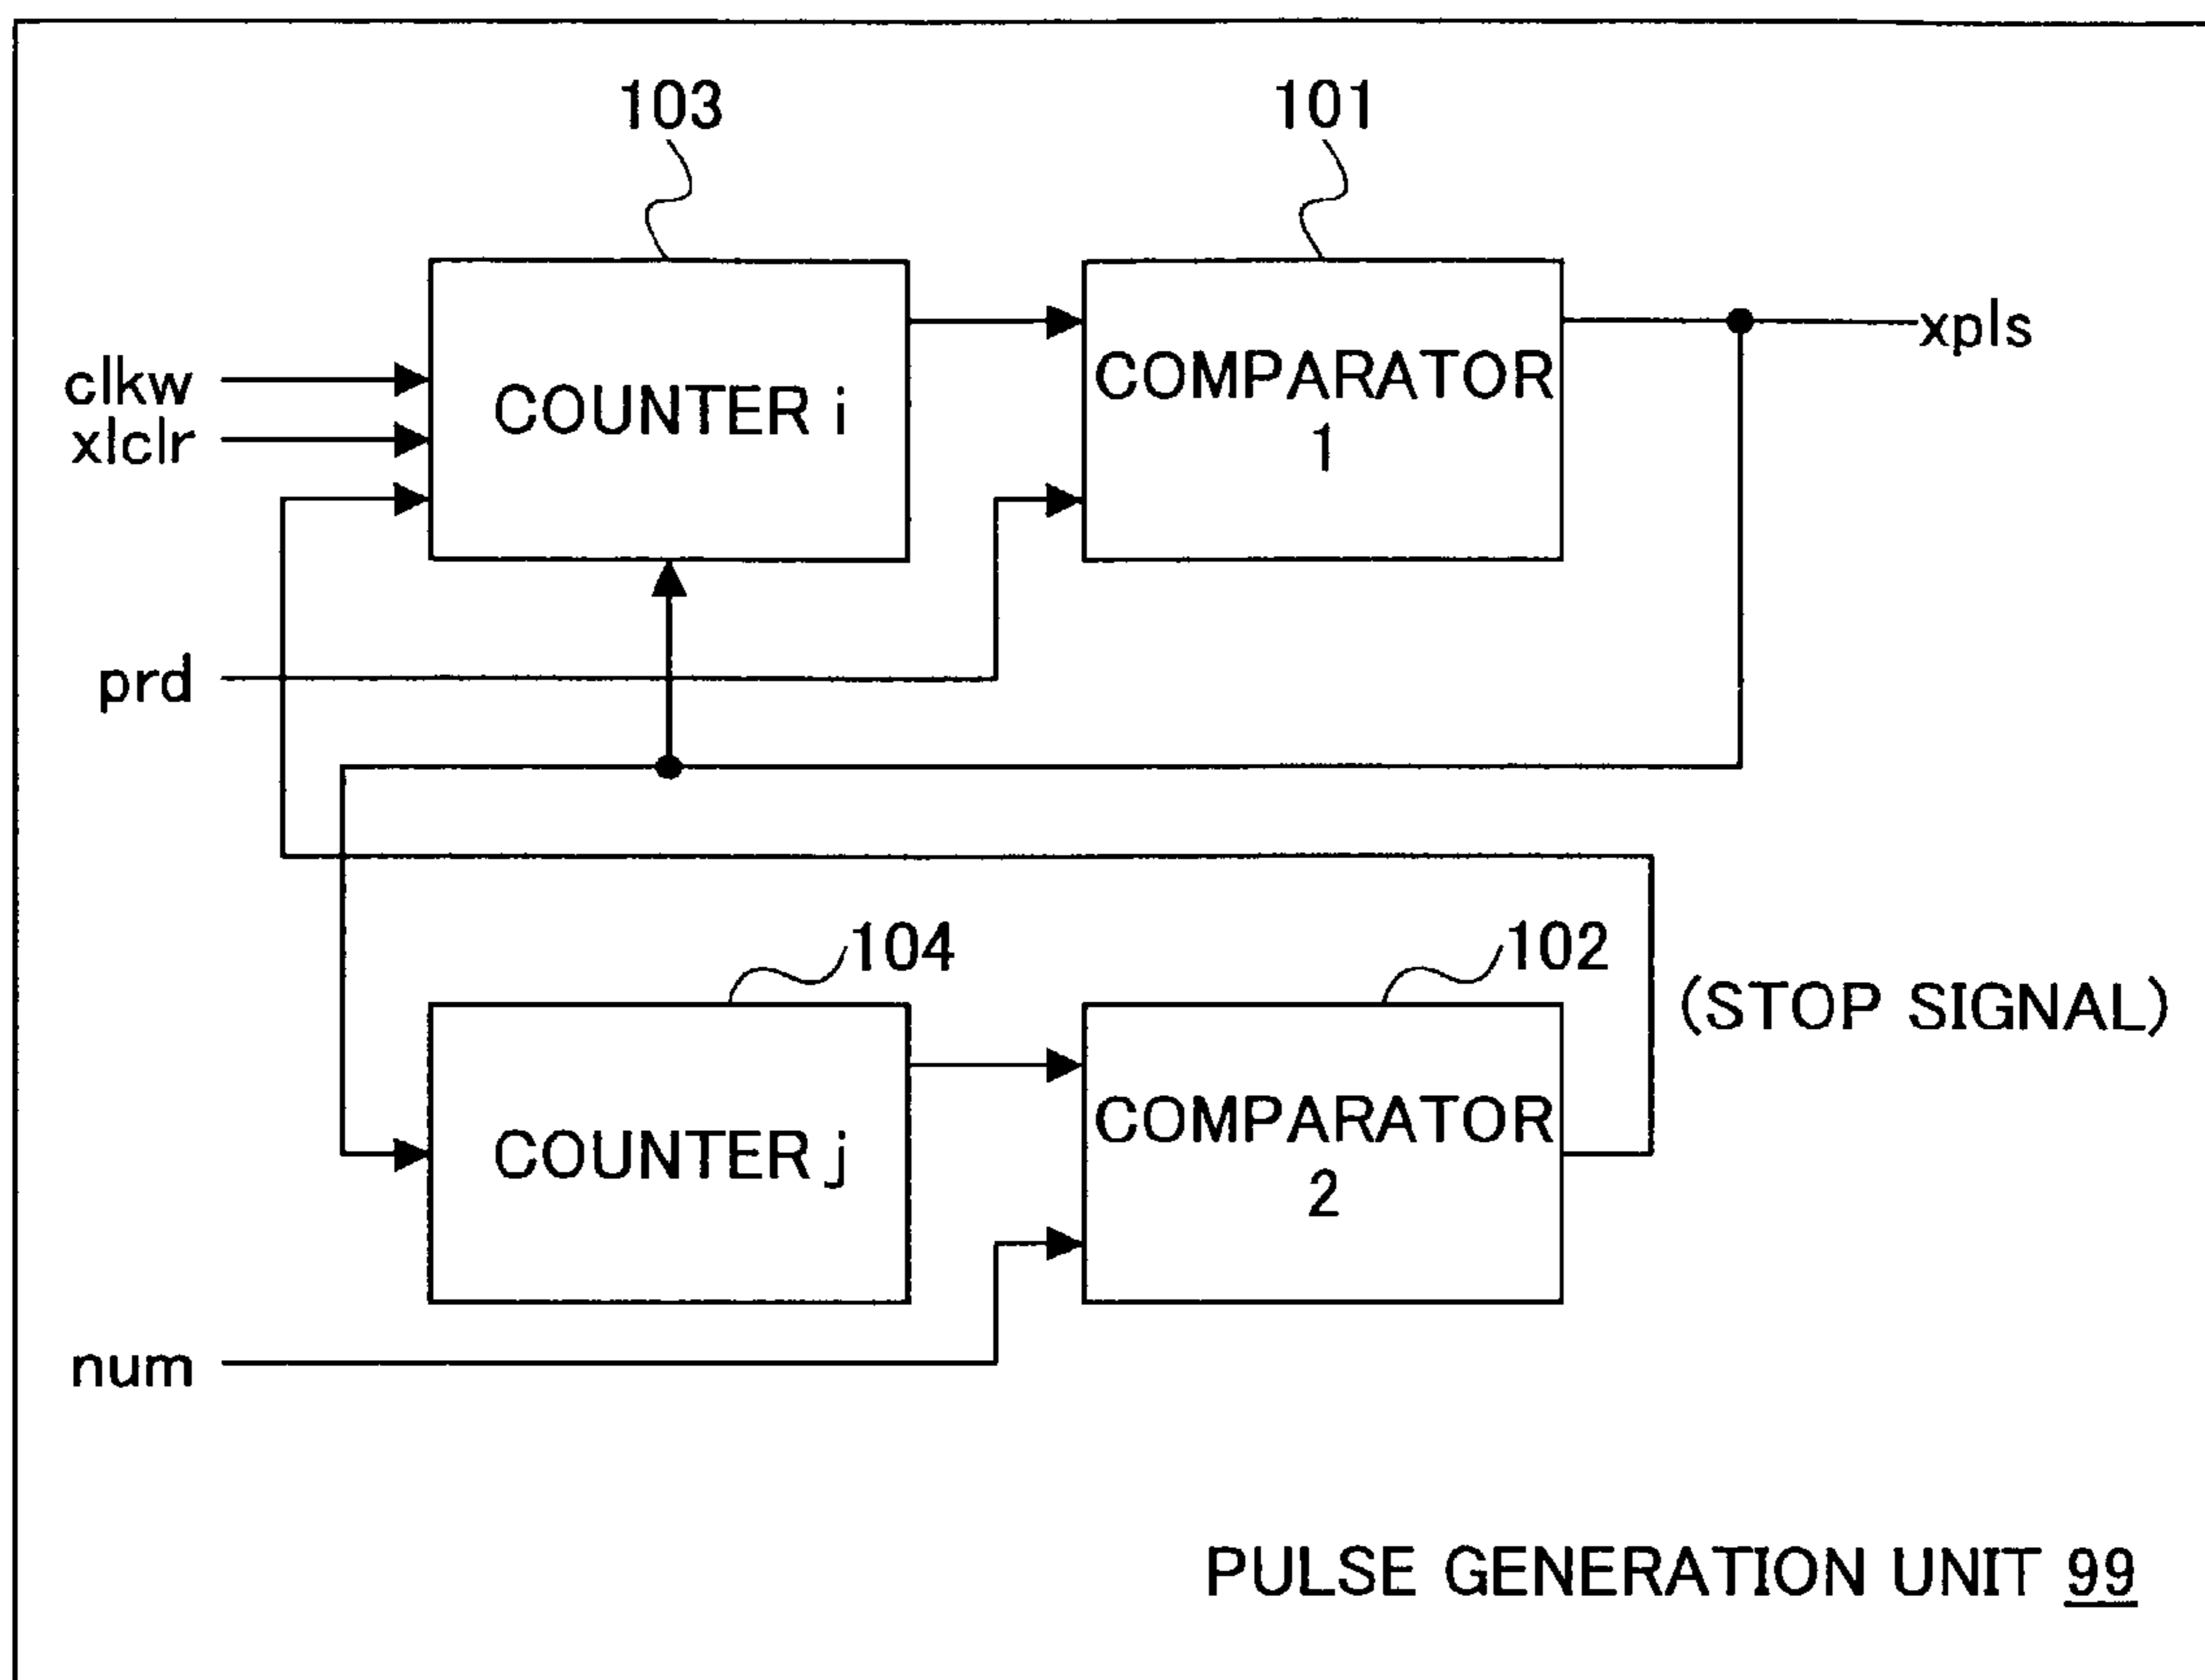 103
101
COUNTER i
COMPARATOR
1
xpls
clkw
xlclr
prd
104
102
(STOP SIGNAL)
COUNTER j
COMPARATOR
2
num
PULSE GENERATION UNIT 99